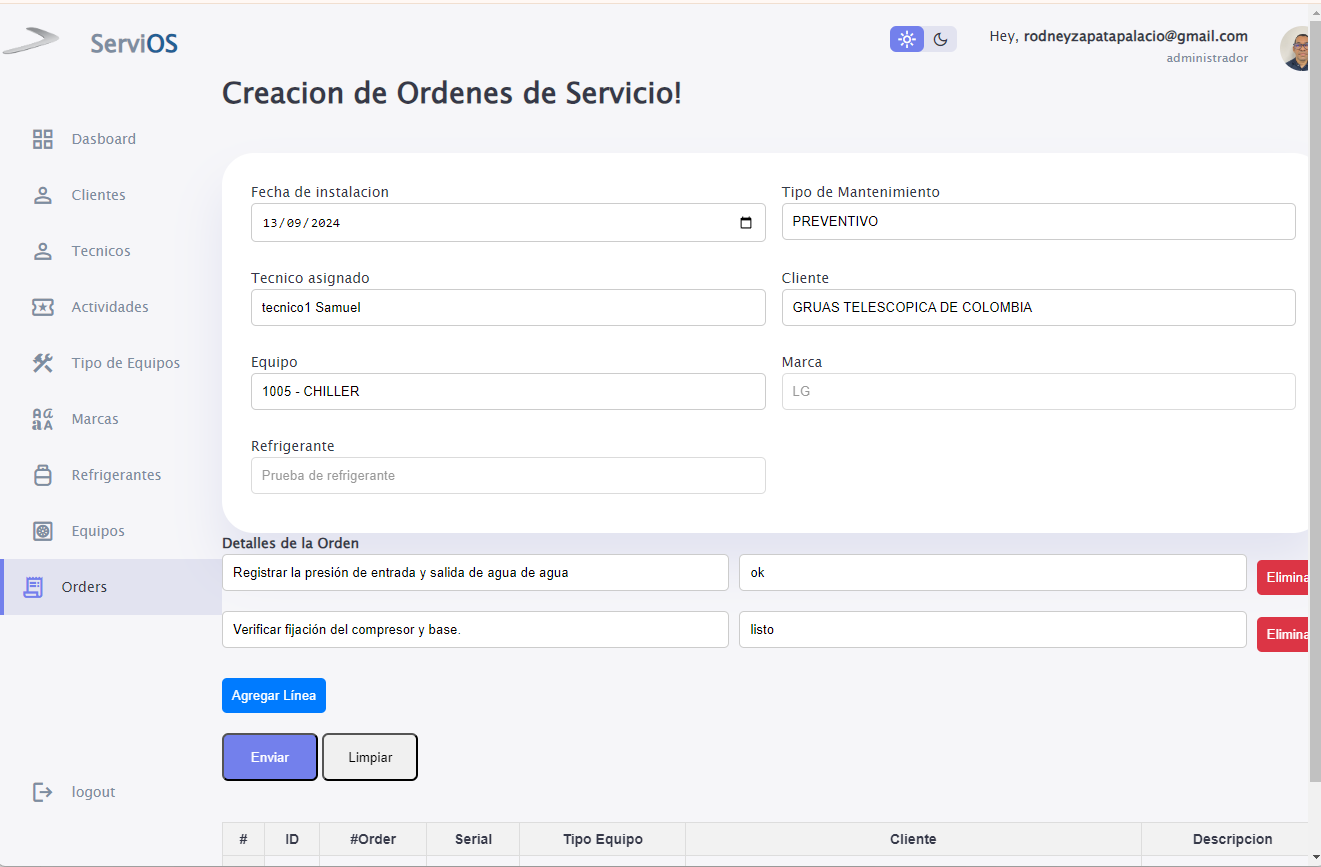 ServiOS
Hey, rodneyzapatapalacio@gmail.com
administrador
Creacion de Ordenes de Servicio!
Dasboard
Clientes
Tecnicos
Actividades
Tipo de Equipos
Marcas
Refrigerantes
Equipos
Orders
logout
Fecha de instalacion
Tipo de Mantenimiento
13/09/2024
PREVENTIVO
Tecnico asignado
Cliente
tecnico1 Samuel
GRUAS TELESCOPICA DE COLOMBIA
Equipo
Marca
1005 - CHILLER
LG
Refrigerante
Prueba de refrigerante
Detalles de la Orden
Registrar la presión de entrada y salida de agua de agua
ok
Elimina
Verificar fijación del compresor y base.
listo
Elimina
Agregar Línea
Enviar
Limpiar
# ID #Order Serial Tipo Equipo Cliente Descripcion